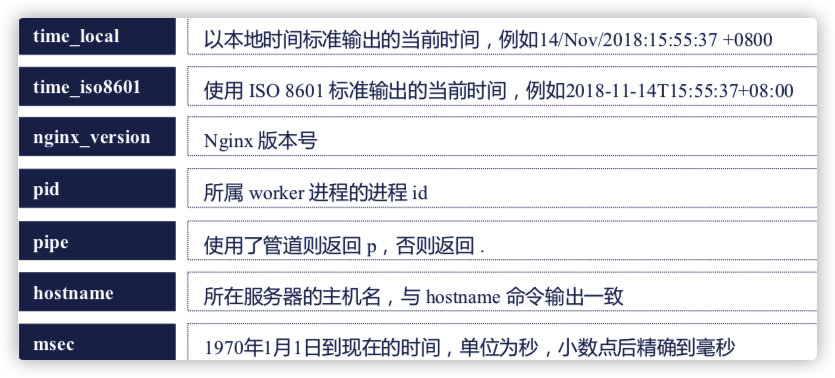 time_local 以本地时间标准输出的当前时间，例如14/Nov/2018:15:55:37 +0800
time_iso8601 使用 ISO 8601 标准输出的当前时间，例如2018-11-14T15:55:37+08:00
nginx_version Nginx 版本号
pid 所属 worker 进程的进程 id
pipe 使用了管道则返回 p，否则返回 .
hostname 所在服务器的主机名，与 hostname 命令输出一致
msec 1970年1月1日到现在的时间，单位为秒，小数点后精确到毫秒